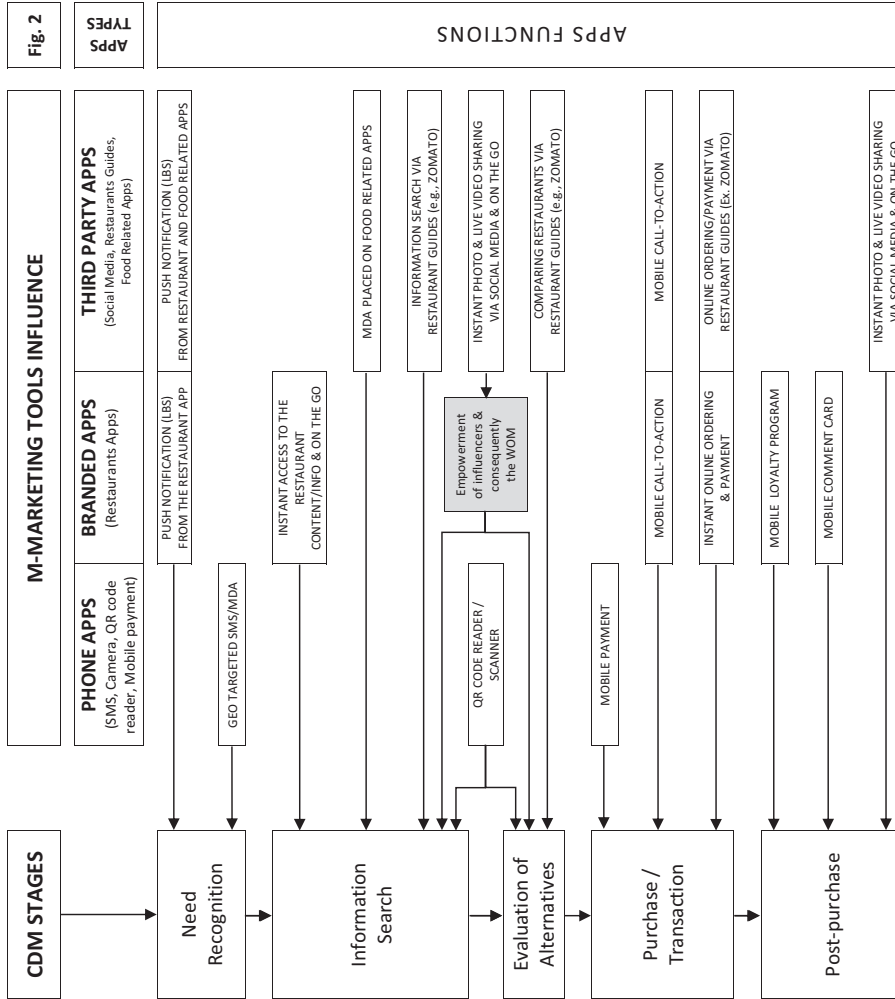 Fig. 2
CDM STAGES
M-MARKETING TOOLS INFLUENCE
PHONE APPS
(SMS, Camera, QR code
reader, Mobile payment)
BRANDED APPS
(Restaurants Apps)
THIRD PARTY APPS
(Social Media, Restaurants Guides,
Food Related Apps)
APPS
TYPES
Need
Recognition
PUSH NOTIFICATION (LBS)
FROM THE RESTAURANT APP
PUSH NOTIFICATION (LBS)
FROM RESTAURANT AND FOOD RELATED APPS
GEO TARGETED SMS/MDA
APPS FUNCTIONS
Information
Search
INSTANT ACCESS TO THE
RESTAURANT
CONTENT/INFO & ON THE GO
MDA PLACED ON FOOD RELATED APPS
INFORMATION SEARCH VIA
RESTAURANT GUIDES (e.g., ZOMATO)
QR CODE READER /
SCANNER
Empowerment
of influencers &
consequently
the WOM
INSTANT PHOTO & LIVE VIDEO SHARING
VIA SOCIAL MEDIA & ON THE GO
Evaluation of
Alternatives
COMPARING RESTAURANTS VIA
RESTAURANT GUIDES (e.g., ZOMATO)
Purchase /
Transaction
MOBILE PAYMENT
MOBILE CALL-TO-ACTION
MOBILE CALL-TO-ACTION
INSTANT ONLINE ORDERING
& PAYMENT
ONLINE ORDERING/PAYMENT VIA
RESTAURANT GUIDES (Ex. ZOMATO)
Post-purchase
MOBILE LOYALTY PROGRAM
MOBILE COMMENT CARD
INSTANT PHOTO & LIVE VIDEO SHARING
VIA SOCIAL MEDIA & ON THE GO